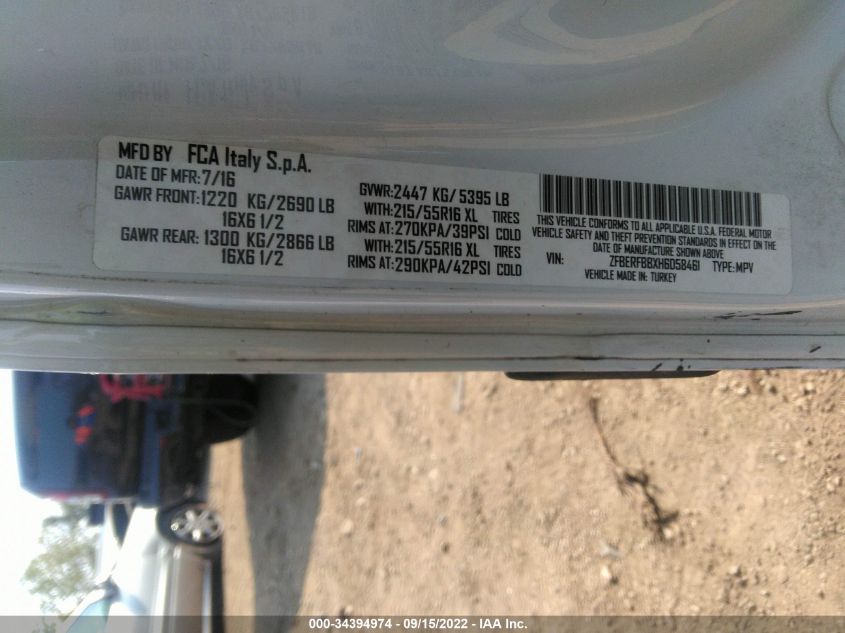 MFD BY FCA Italy S.p.A.
DATE OF MFR:7/16
GAWR FRONT:1220 KG/2690 LB
16X6 1/2
GAWR REAR: 1300 KG/2866 LB
16X6 1/2
GVWR:2447 KG/ 5395 LB
WITH:215/55R16 XL TIRES
RIMS AT:270KPA/39PSI COLD
WITH:215/55R16 XL TIRES
RIMS AT:290KPA/42PSI COLD
THIS VEHICLE CONFORMS TO ALL APPLICABLE U.S.A. FEDERAL MOTOR
VEHICLE SAFETY AND THEFT PREVENTION STANDARDS IN EFFECT ON THE
DATE OF MANUFACTURE SHOWN ABOVE
VIN: ZFBERFBBXH6D58461 TYPE:MPV
MADE IN: TURKEY
000-34394974 - 09/15/2022 - IAA Inc.